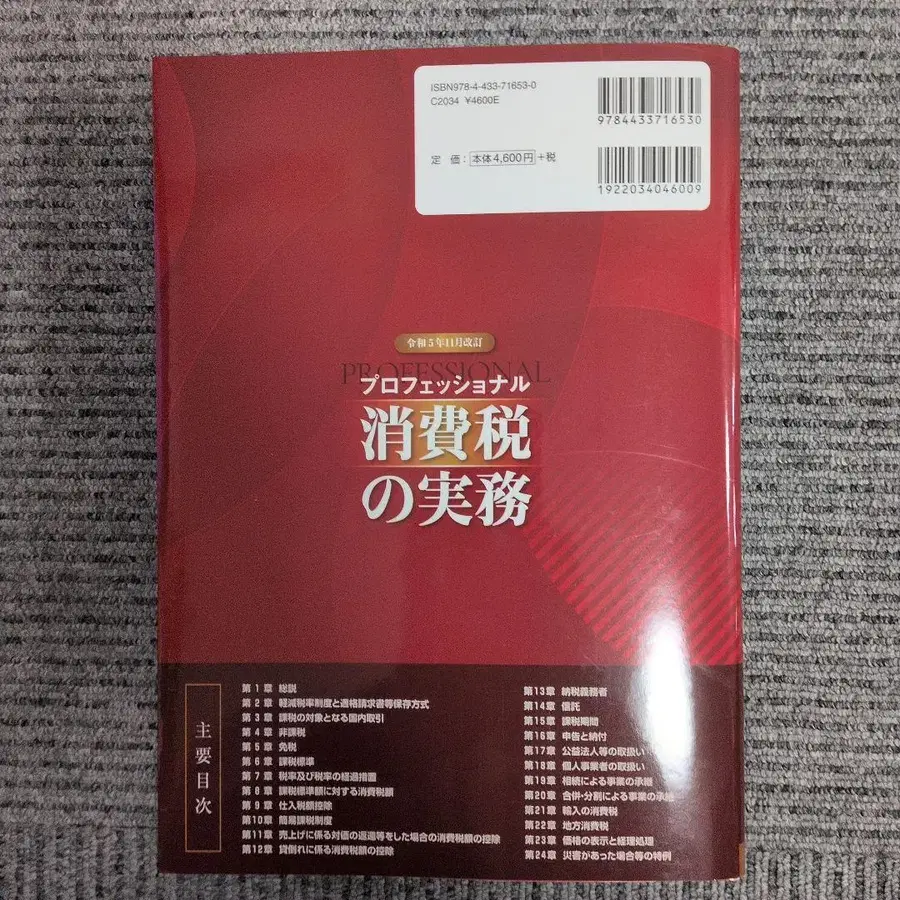 ISBN978-4-433-71653-0
C2034 ¥4600E
9784433716530
定 価：本体4,600円＋税
1922034046009
令和5年11月改訂
PROFESSIONAL
プロフェッショナル
消費税
の実務
主要目次
第1章 総説
第2章 軽減税率制度と適格請求書等保存方式
第3章 課税の対象となる国内取引
第4章 非課税
第5章 免税
第6章 課税標準
第7章 税率及び税率の経過措置
第8章 課税標準額に対する消費税額
第9章 仕入税額控除
第10章 簡易課税制度
第11章 売上げに係る対価の返還等をした場合の消費税額の控除
第12章 貸倒れに係る消費税額の控除
第13章 納税義務者
第14章 信託
第15章 課税期間
第16章 申告と納付
第17章 公益法人等の取扱い
第18章 個人事業者の取扱い
第19章 相続による事業の承継
第20章 合併・分割による事業の承継
第21章 輸入の消費税
第22章 地方消費税
第23章 価格の表示と経理処理
第24章 災害があった場合等の特例